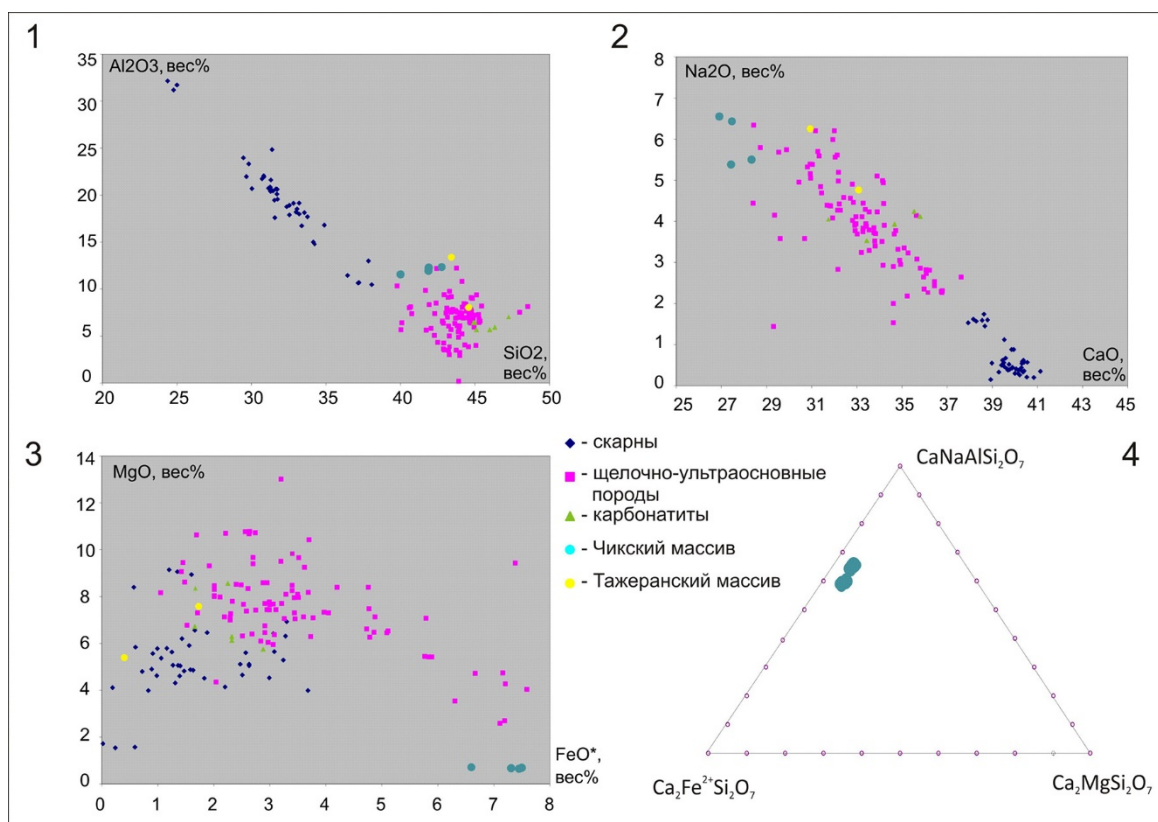 1
Al2O3, вес%
35
30
25
20
15
10
5
0
SiO2,
вес%
20 25 30 35 40 45 50
2
Na2O, вес%
8
7
6
5
4
3
2
1
0
CaO,
вес%
25 27 29 31 33 35 37 39 41 43 45
3
MgO, вес%
14
12
10
8
6
4
2
0
FeO*,
вес%
0 1 2 3 4 5 6 7 8
- скарны
- щелочно-ультраосновные
породы
- карбонатиты
- Чикский массив
- Тажеранский массив
4
CaNaAlSi₂O₇
Ca₂Fe²⁺Si₂O₇
Ca₂MgSi₂O₇